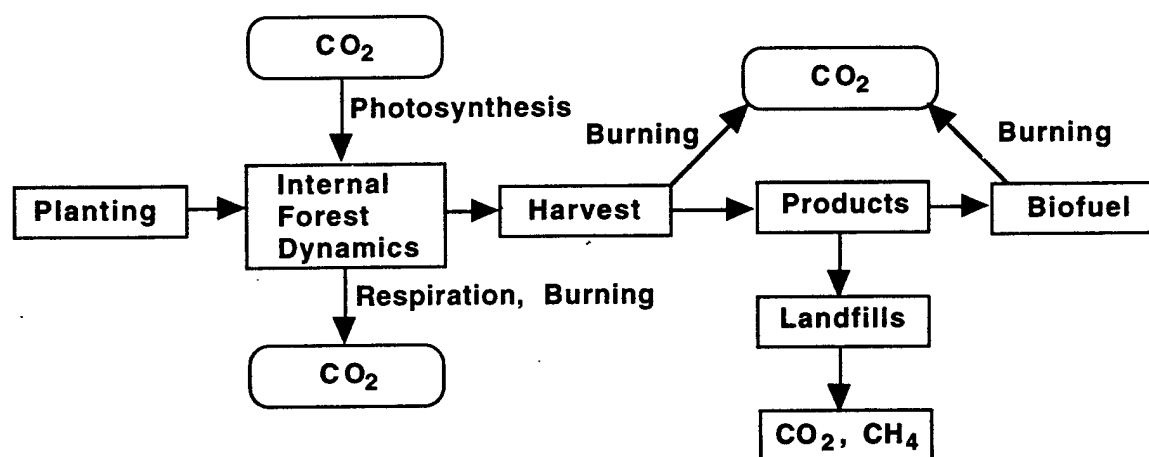 CO₂
CO₂
Photosynthesis
Burning
Burning
Planting
Internal
Forest
Dynamics
Harvest
Products
Biofuel
Respiration, Burning
Landfills
CO₂
CO₂, CH₄